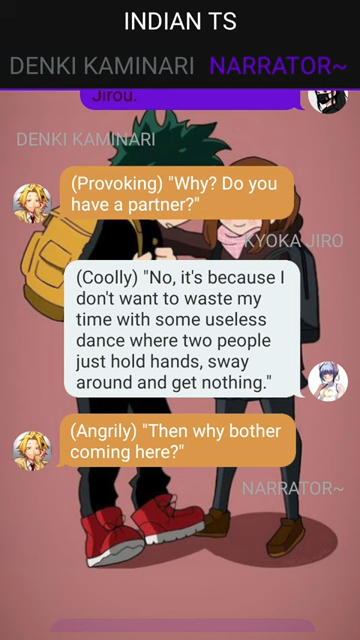 INDIAN TS
DENKI KAMINARI NARRATOR~
Jirou.
DENKI KAMINARI
(Provoking) "Why? Do you
have a partner?"
KYOKA JIRO
(Coolly) "No, it's because I
don't want to waste my
time with some useless
dance where two people
just hold hands, sway
around and get nothing."
(Angrily) "Then why bother
coming here?"
NARRATOR~